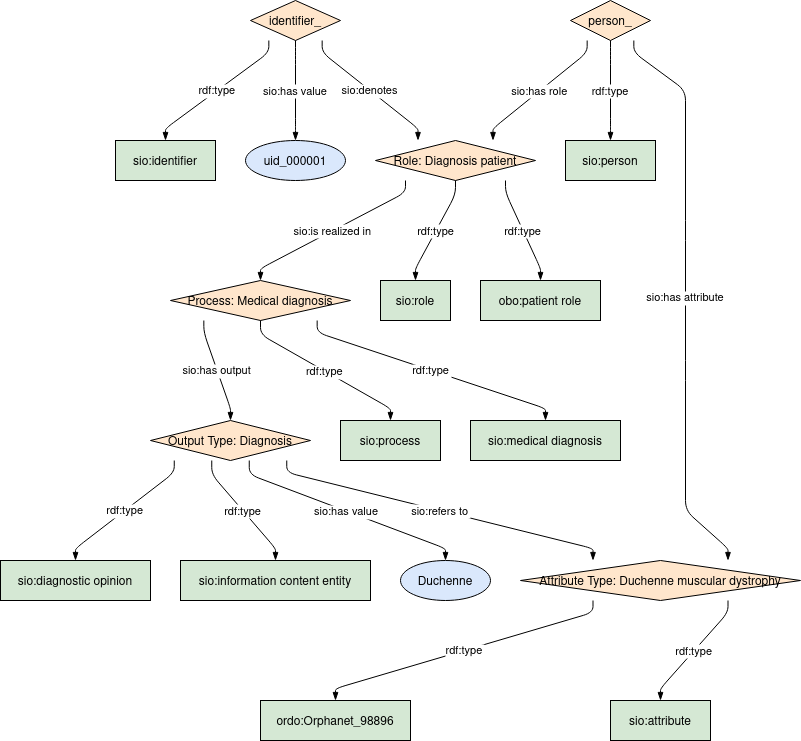 identifier_
person_
rdf:type
sio:has value
sio:denotes
sio:has role
rdf:type
sio:identifier
uid_000001
Role: Diagnosis patient
sio:person
sio:is realized in
rdf:type
rdf:type
sio:has attribute
Process: Medical diagnosis
sio:role
obo:patient role
sio:has output
rdf:type
rdf:type
Output Type: Diagnosis
sio:process
sio:medical diagnosis
rdf:type
rdf:type
sio:has value
sio:refers to
sio:diagnostic opinion
sio:information content entity
Duchenne
Attribute Type: Duchenne muscular dystrophy
rdf:type
rdf:type
ordo:Orphanet_98896
sio:attribute